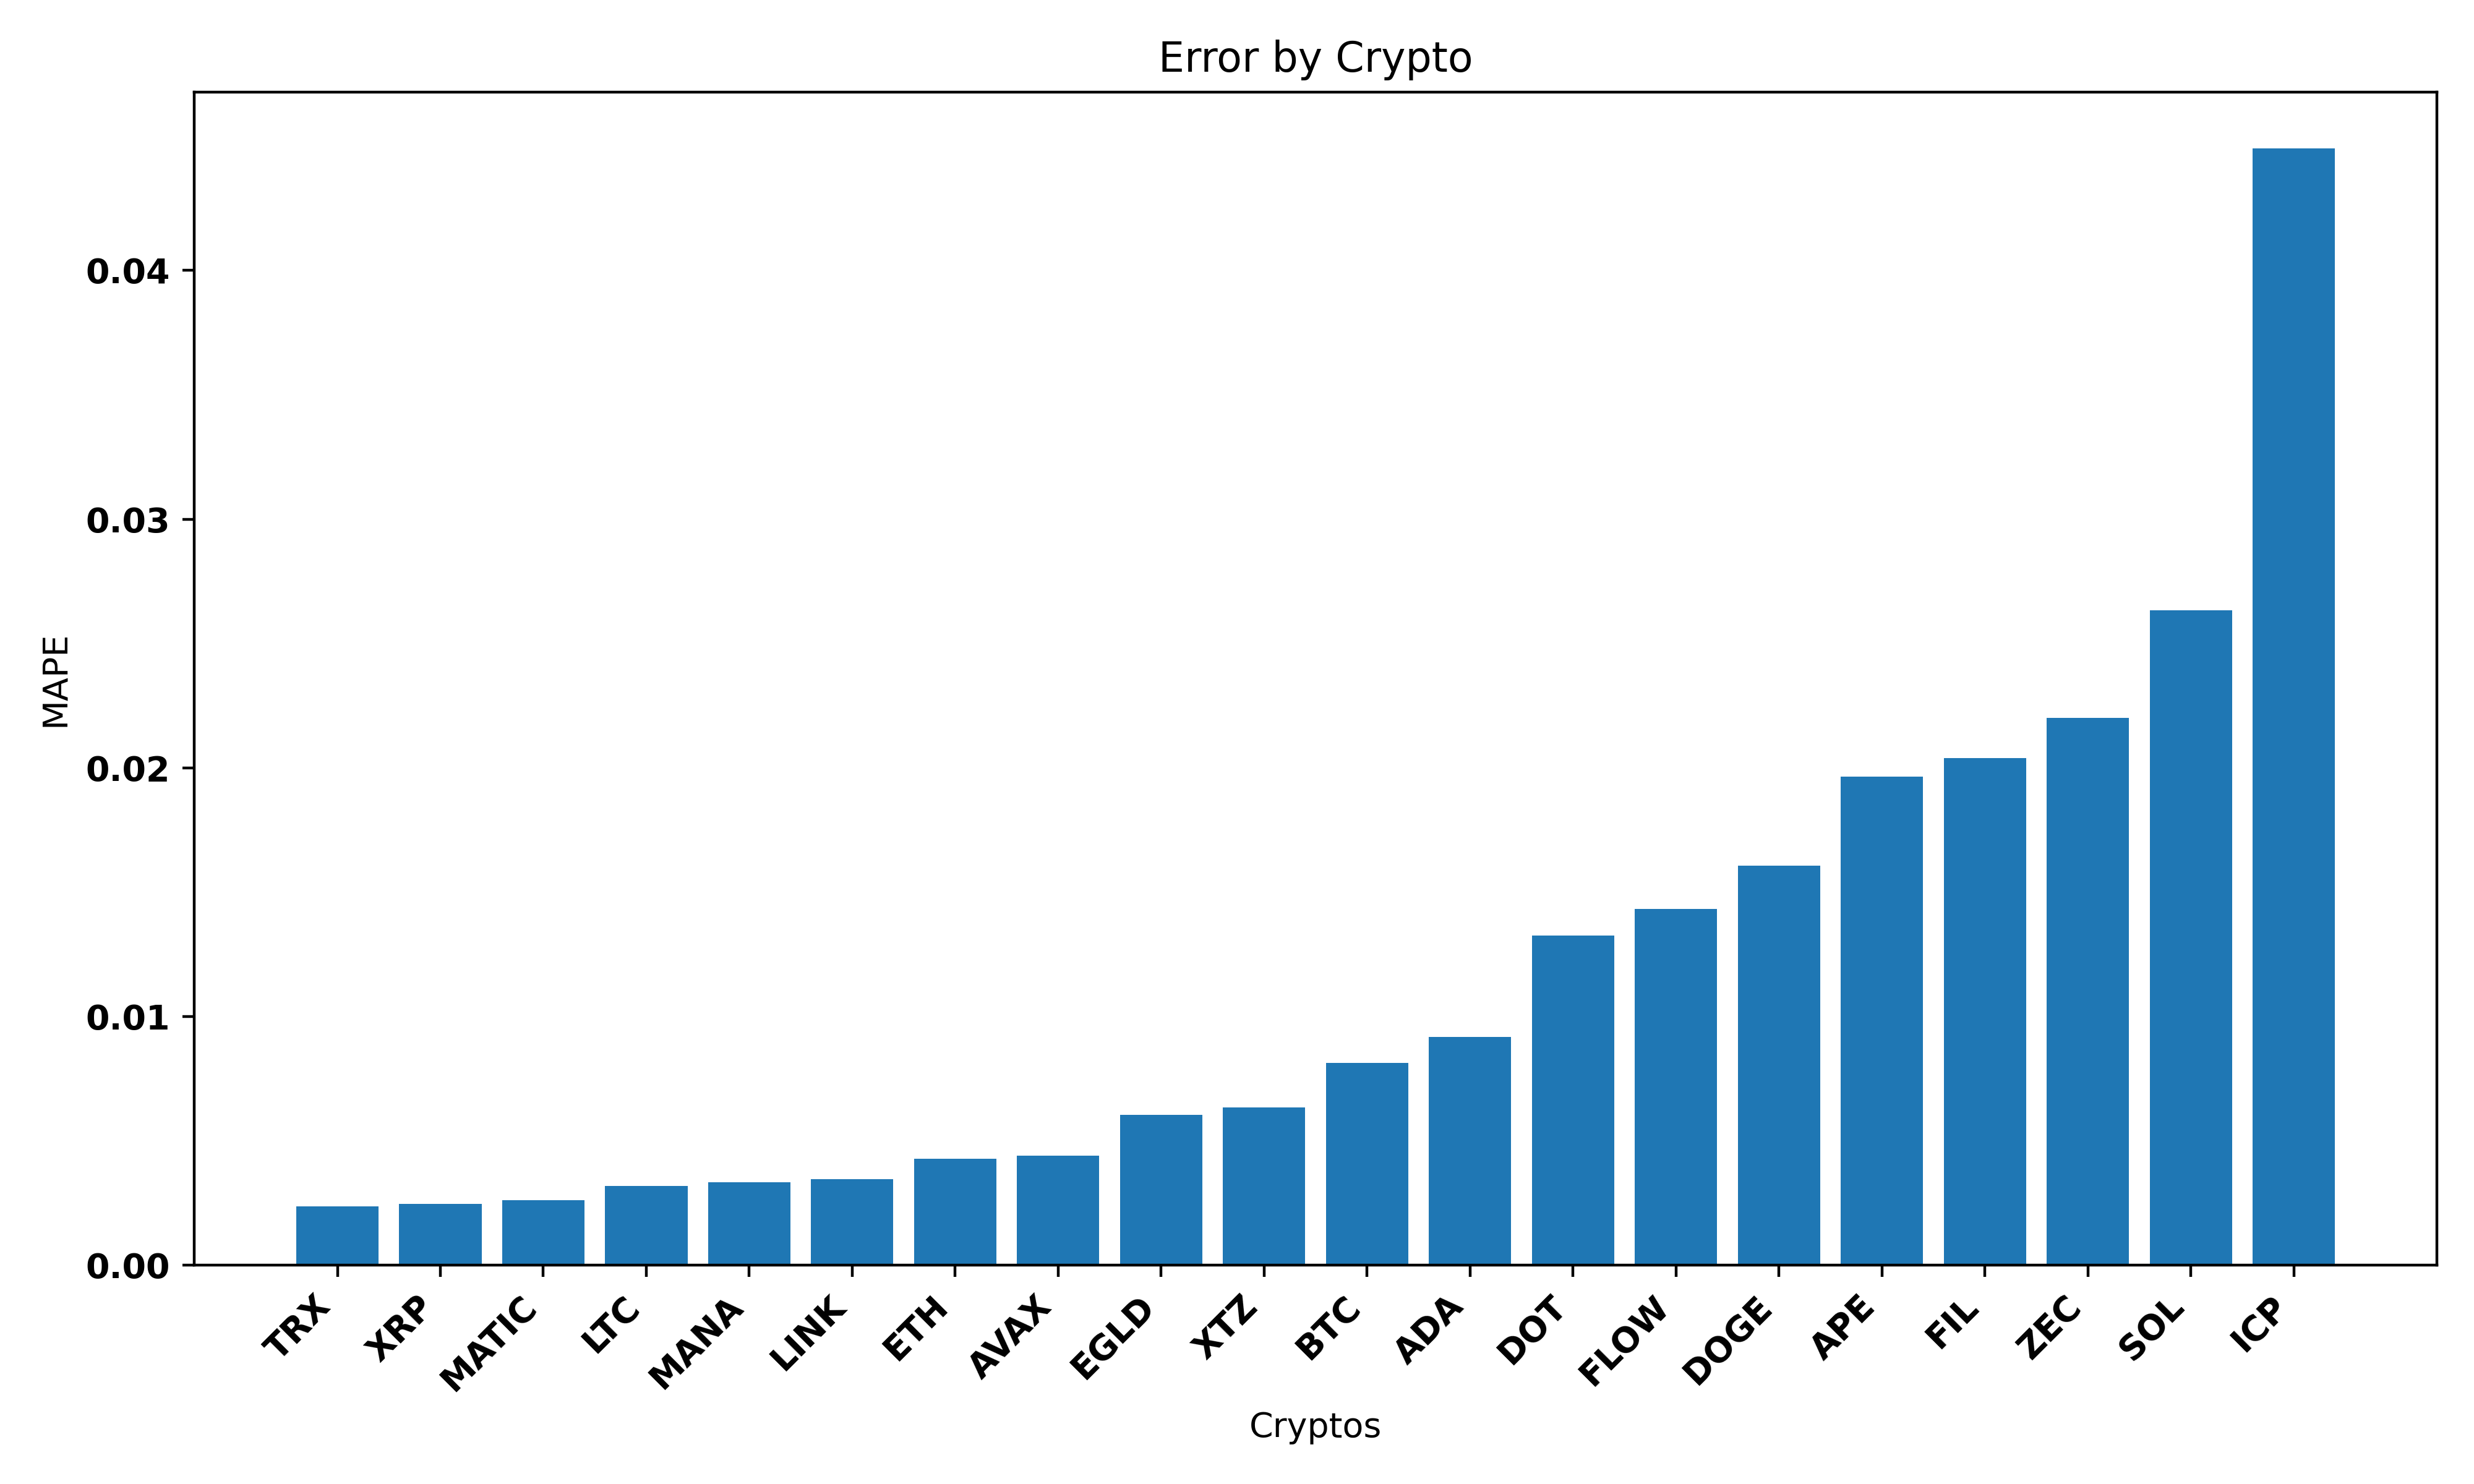 Error by Crypto
MAPE
0.04
0.03
0.02
0.01
0.00
TRX
XRP
MATIC
LTC
MANA
LINK
ETH
AVAX
EGLD
XTZ
BTC
ADA
DOT
FLOW
DOGE
APE
FIL
ZEC
SOL
ICP
Cryptos